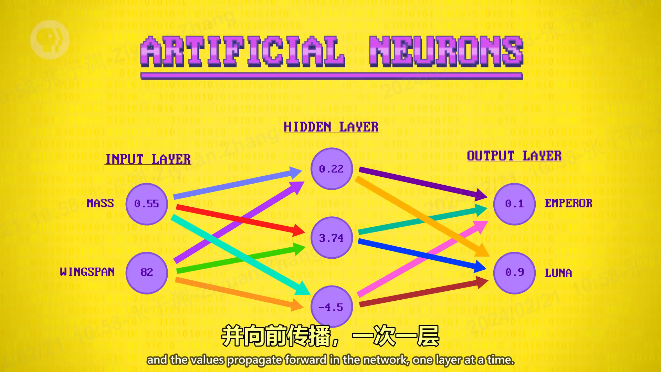 ARTIFICIAL NEURONS
HIDDEN LAYER
INPUT LAYER
OUTPUT LAYER
0.22
MASS 0.55
0.1 EMPEROR
3.74
WINGSPAN 82
0.9 LUNA
-4.5
并向前传播，一次一层
and the values propagate forward in the network, one layer at a time.